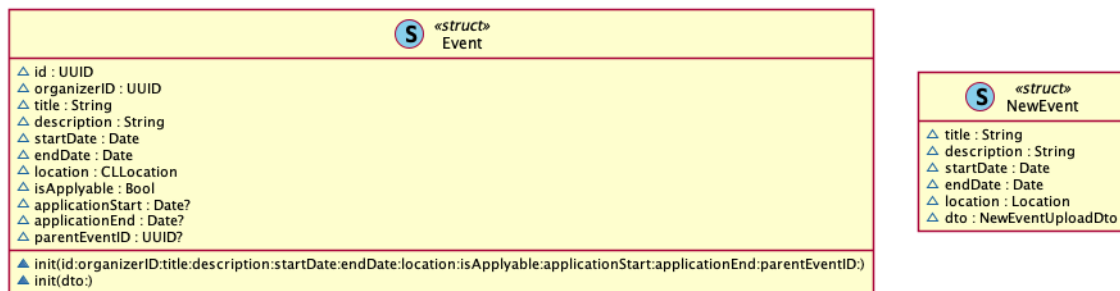 S «struct»
Event
id : UUID
organizerID : UUID
title : String
description : String
startDate : Date
endDate : Date
location : CLLocation
isApplyable : Bool
applicationStart : Date?
applicationEnd : Date?
parentEventID : UUID?
init(id:organizerID:title:description:startDate:endDate:location:isApplyable:applicationStart:applicationEnd:parentEventID:)
init(dto:)
S «struct»
NewEvent
title : String
description : String
startDate : Date
endDate : Date
location : Location
dto : NewEventUploadDto